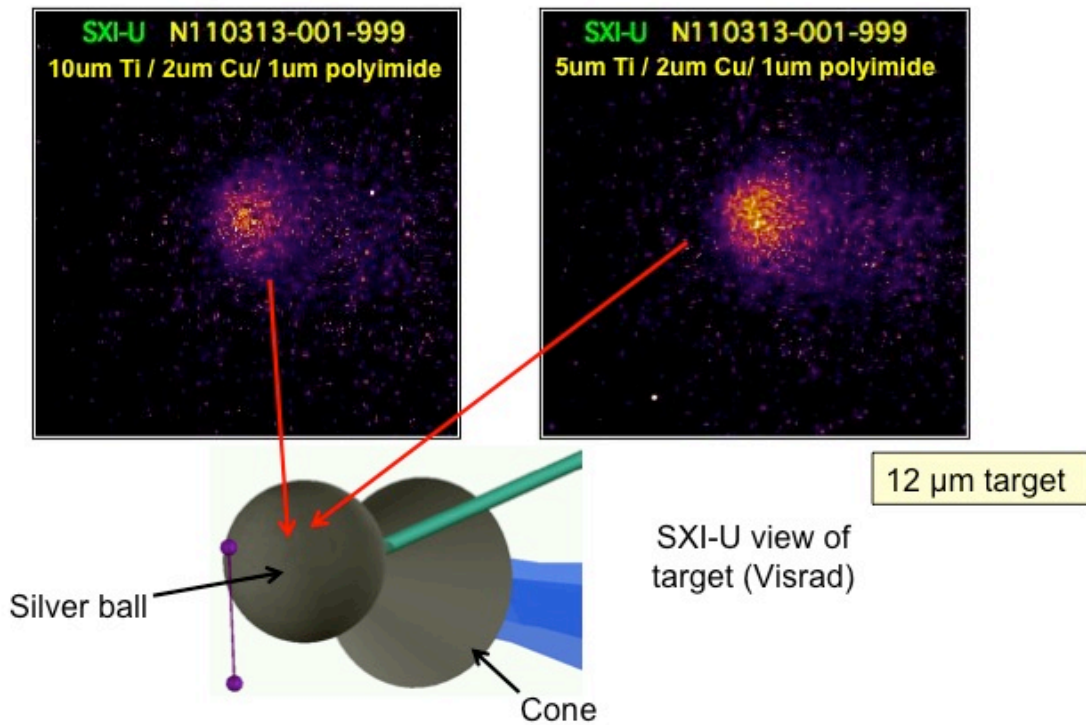 SXI-U N110313-001-999
10um Ti / 2um Cu/ 1um polyimide
SXI-U N110313-001-999
5um Ti / 2um Cu/ 1um polyimide
12 µm target
SXI-U view of
target (Visrad)
Silver ball
Cone